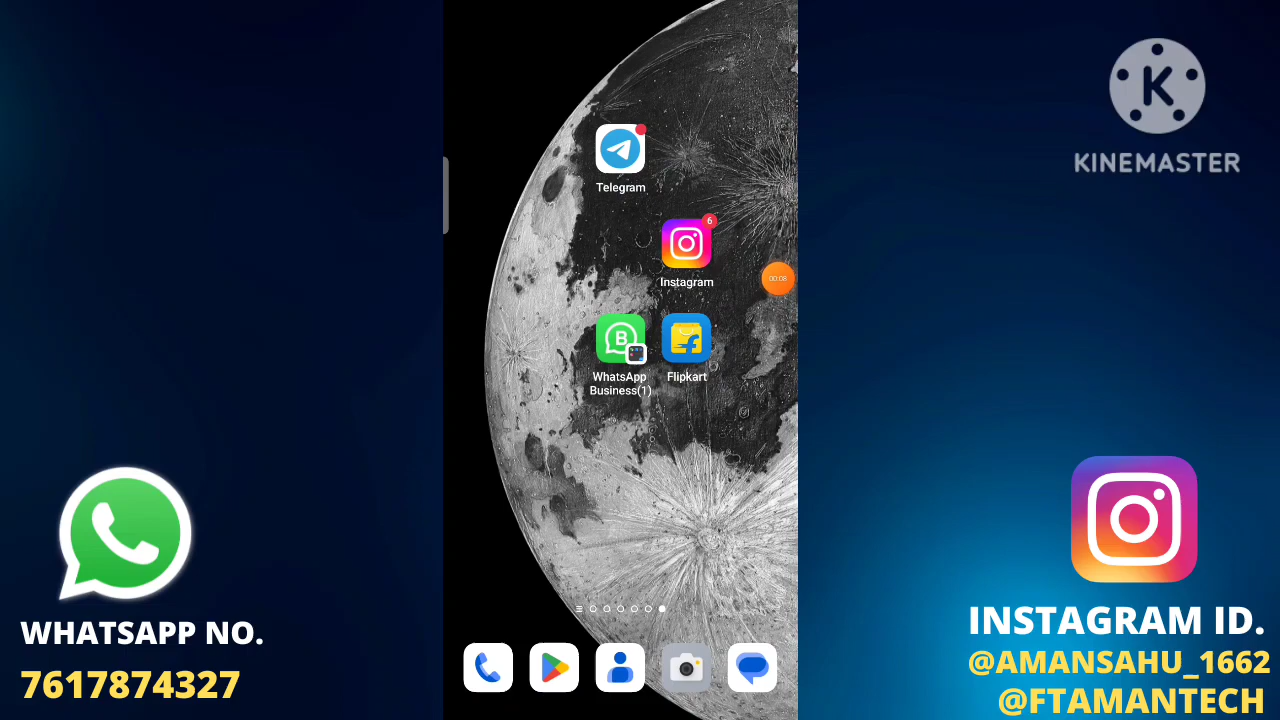 KINEMASTER
Telegram
6
Instagram
00:08
WhatsApp
Business(1)
Flipkart
WHATSAPP NO.
7617874327
INSTAGRAM ID.
@AMANSAHU_1662
@FTAMANTECH